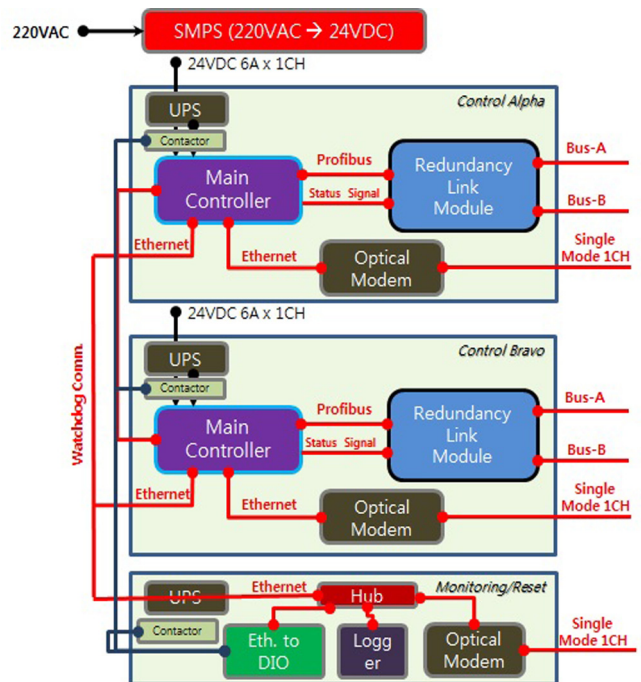 220VAC
SMPS (220VAC → 24VDC)
24VDC 6A x 1CH
Control Alpha
UPS
Contactor
Main
Controller
Profibus
Status Signal
Redundancy
Link
Module
Bus-A
Bus-B
Ethernet
Ethernet
Optical
Modem
Single
Mode 1CH
24VDC 6A x 1CH
Control Bravo
UPS
Contactor
Main
Controller
Profibus
Status Signal
Redundancy
Link
Module
Bus-A
Bus-B
Ethernet
Ethernet
Optical
Modem
Single
Mode 1CH
Watchdog Comm.
Monitoring/Reset
UPS
Contactor
Ethernet
Hub
Eth. to
DIO
Logg
er
Optical
Modem
Single
Mode 1CH